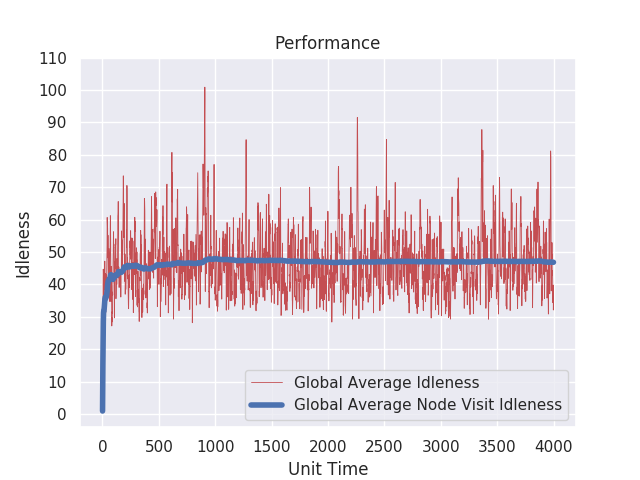 Performance
110
100
90
80
70
60
50
40
30
20
10
0
Idleness
Global Average Idleness
Global Average Node Visit Idleness
0 500 1000 1500 2000 2500 3000 3500 4000
Unit Time